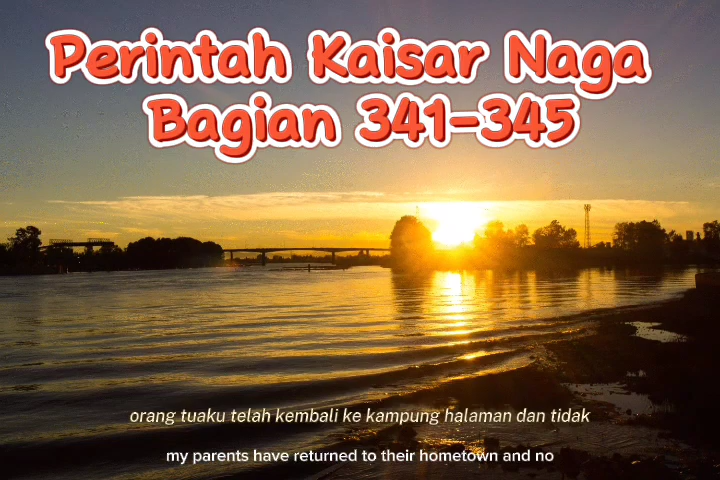 Perintah Kaisar Naga
Bagian 341-345
orang tuaku telah kembali ke kampung halaman dan tidak
my parents have returned to their hometown and no